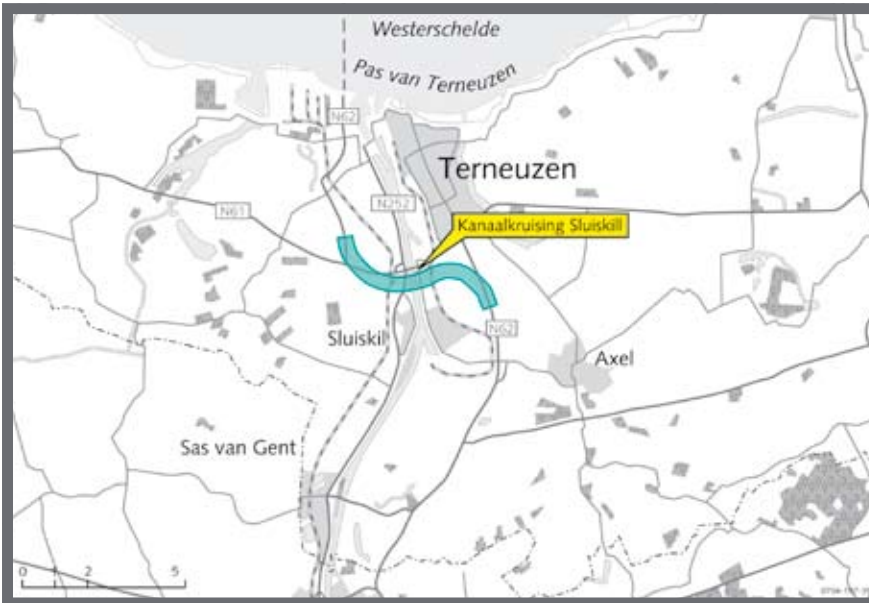 Westerschelde
Pas van Terneuzen
N62
Terneuzen
N252
N61
Kanaalkruising Sluiskill
Sluiskil
N62
Axel
Sas van Gent
0 2 5